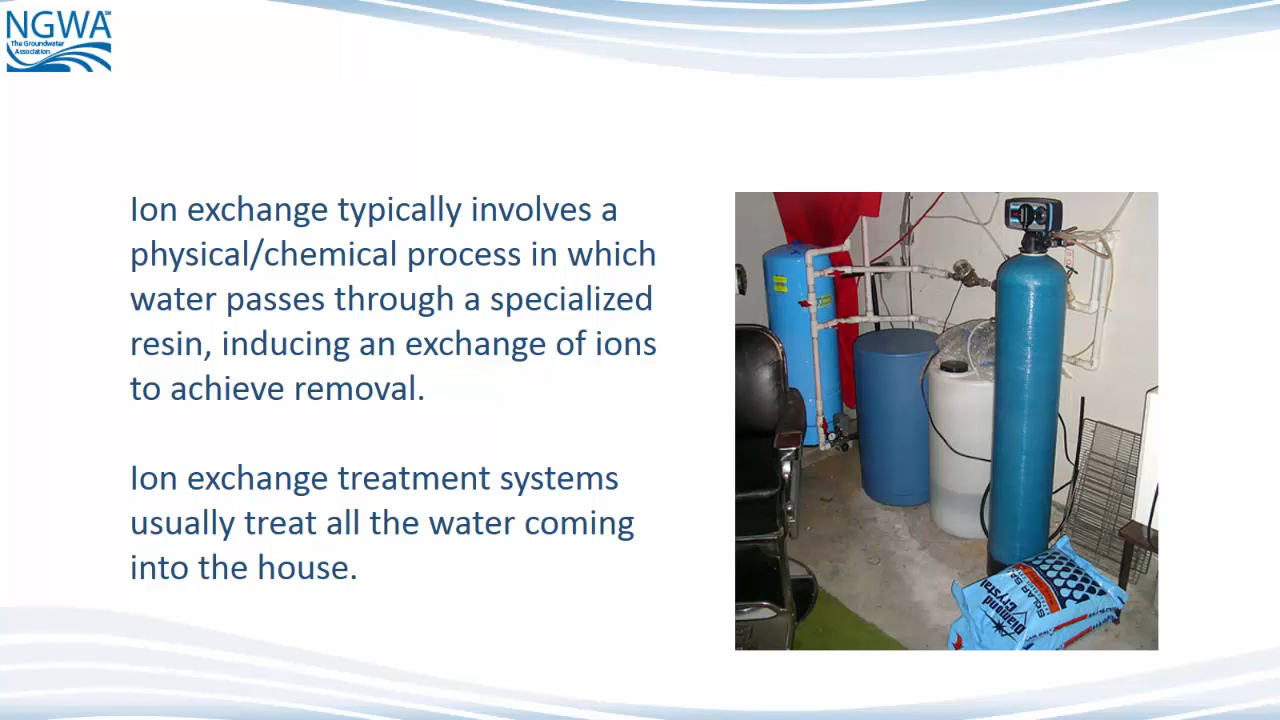 NGWA
The Groundwater
Association
Ion exchange typically involves a
physical/chemical process in which
water passes through a specialized
resin, inducing an exchange of ions
to achieve removal.
Ion exchange treatment systems
usually treat all the water coming
into the house.
Diamond
Crystal
SOLAR